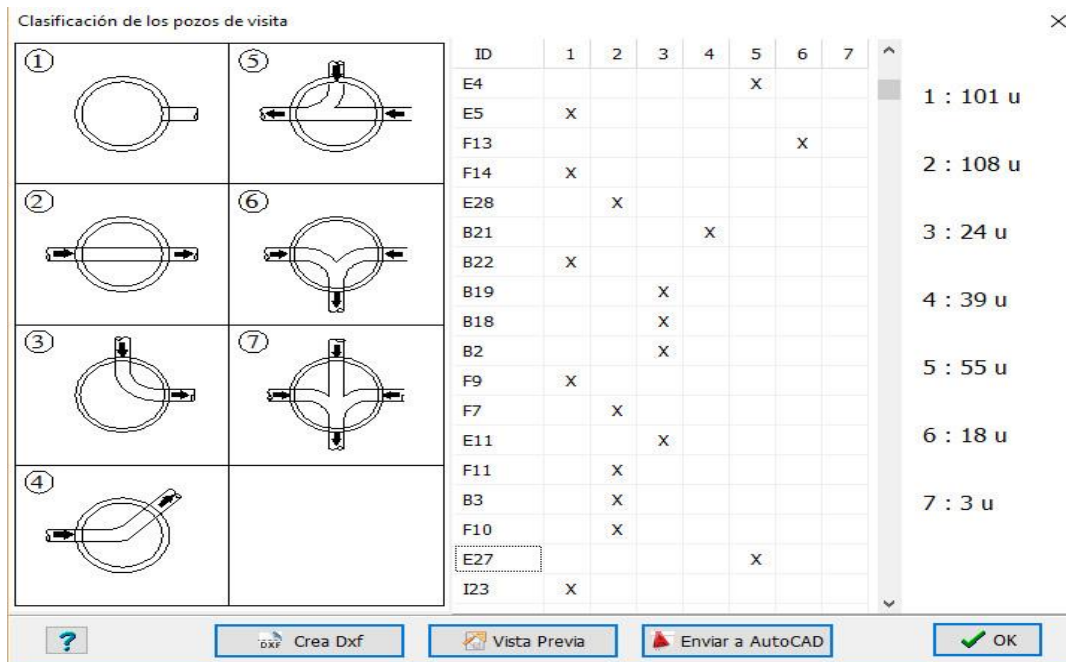 Clasificación de los pozos de visita
1
5
2
6
3
7
4
ID 1 2 3 4 5 6 7
E4 X
E5 X
F13 X
F14 X
E28 X
B21 X
B22 X
B19 X
B18 X
B2 X
F9 X
F7 X
E11 X
F11 X
B3 X
F10 X
E27 X
I23 X
1 : 101 u
2 : 108 u
3 : 24 u
4 : 39 u
5 : 55 u
6 : 18 u
7 : 3 u
? DXF Crea Dxf Vista Previa Enviar a AutoCAD OK